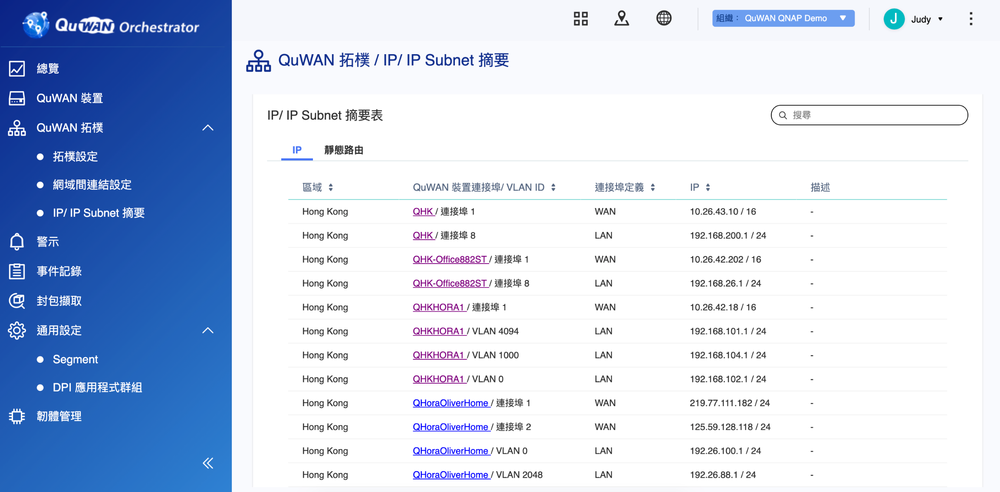 QuWAN Orchestrator
組織： QuWAN QNAP Demo
J Judy
總覽
QuWAN 裝置
QuWAN 拓樸
拓樸設定
網域間連結設定
IP/ IP Subnet 摘要
警示
事件記錄
封包擷取
通用設定
Segment
DPI 應用程式群組
韌體管理
QuWAN 拓樸 / IP/ IP Subnet 摘要
IP/ IP Subnet 摘要表
搜尋
IP 靜態路由
區域 QuWAN 裝置連接埠/ VLAN ID 連接埠定義 IP 描述
Hong Kong QHK / 連接埠 1 WAN 10.26.43.10 / 16 -
Hong Kong QHK / 連接埠 8 LAN 192.168.200.1 / 24 -
Hong Kong QHK-Office882ST / 連接埠 1 WAN 10.26.42.202 / 16 -
Hong Kong QHK-Office882ST / 連接埠 8 LAN 192.168.26.1 / 24 -
Hong Kong QHKHORA1 / 連接埠 1 WAN 10.26.42.18 / 16 -
Hong Kong QHKHORA1 / VLAN 4094 LAN 192.168.101.1 / 24 -
Hong Kong QHKHORA1 / VLAN 1000 LAN 192.168.104.1 / 24 -
Hong Kong QHKHORA1 / VLAN 0 LAN 192.168.102.1 / 24 -
Hong Kong QHoraOliverHome / 連接埠 1 WAN 219.77.111.182 / 24 -
Hong Kong QHoraOliverHome / 連接埠 2 WAN 125.59.128.118 / 24 -
Hong Kong QHoraOliverHome / VLAN 0 LAN 192.26.100.1 / 24 -
Hong Kong QHoraOliverHome / VLAN 2048 LAN 192.26.88.1 / 24 -